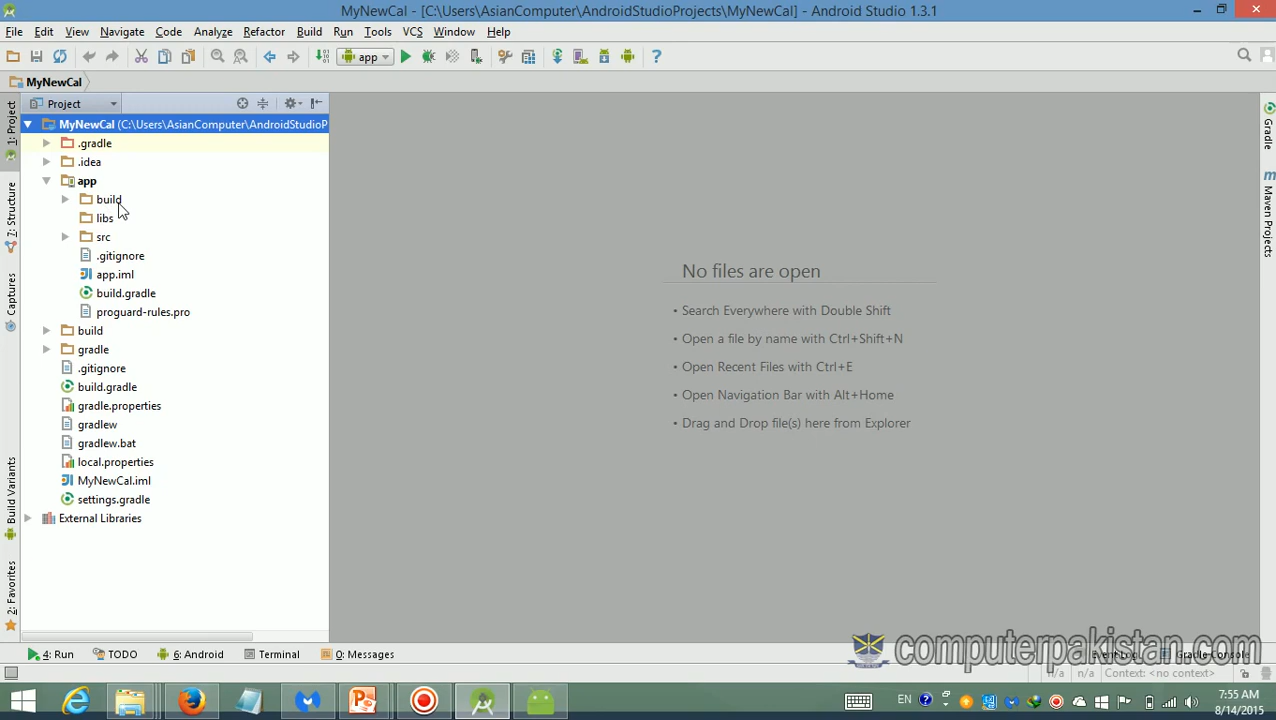 MyNewCal - [C:\Users\AsianComputer\AndroidStudioProjects\MyNewCal] - Android Studio 1.3.1
File Edit View Navigate Code Analyze Refactor Build Run Tools VCS Window Help
app
MyNewCal
Project
MyNewCal (C:\Users\AsianComputer\AndroidStudioP
.gradle
.idea
app
build
libs
src
.gitignore
app.iml
build.gradle
proguard-rules.pro
build
gradle
.gitignore
build.gradle
gradle.properties
gradlew
gradlew.bat
local.properties
MyNewCal.iml
settings.gradle
External Libraries
1: Project
7: Structure
Captures
Build Variants
2: Favorites
No files are open
• Search Everywhere with Double Shift
• Open a file by name with Ctrl+Shift+N
• Open Recent Files with Ctrl+E
• Open Navigation Bar with Alt+Home
• Drag and Drop file(s) here from Explorer
Gradle
Maven Projects
4: Run TODO 6: Android Terminal 0: Messages Event Log Gradle Console
computerpakistan.com
n/a n/a Context: <no context>
EN 7:55 AM
8/14/2015